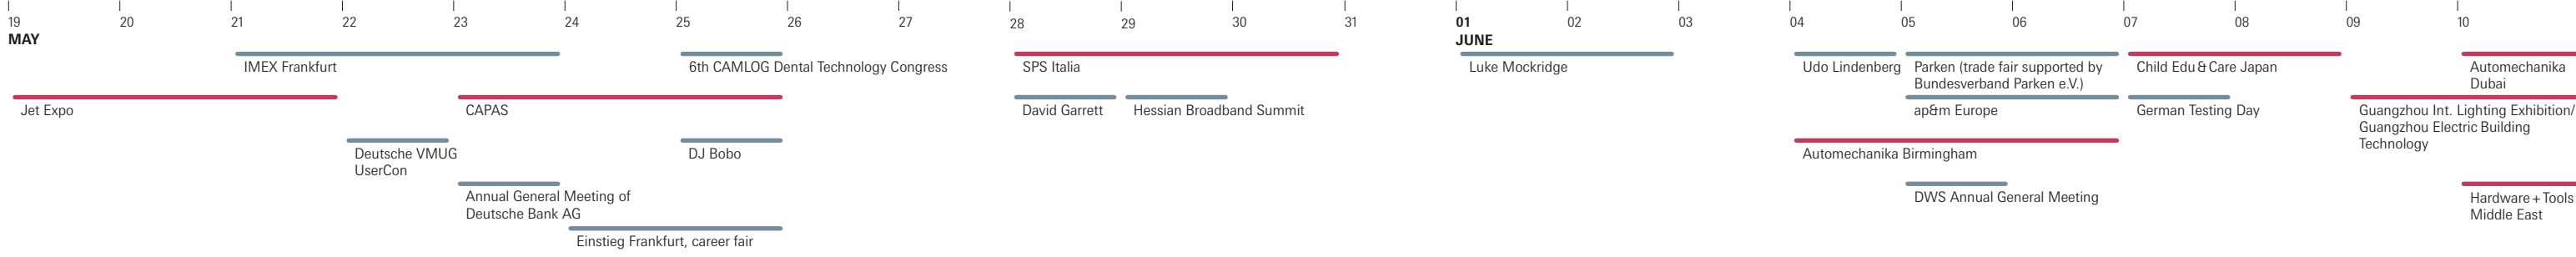 19 20 21 22 23 24 25 26 27 28 29 30 31 01 02 03 04 05 06 07 08 09 10
MAY JUNE
IMEX Frankfurt 6th CAMLOG Dental Technology Congress SPS Italia Luke Mockridge Udo Lindenberg Parken (trade fair supported by Child Edu & Care Japan Automechanika
Bundesverband Parken e.V.) Dubai
Jet Expo CAPAS David Garrett Hessian Broadband Summit ap&m Europe German Testing Day Guangzhou Int. Lighting Exhibition/
Guangzhou Electric Building
Deutsche VMUG DJ Bobo Automechanika Birmingham Technology
UserCon
Annual General Meeting of DWS Annual General Meeting Hardware + Tools
Deutsche Bank AG Middle East
Einstieg Frankfurt, career fair